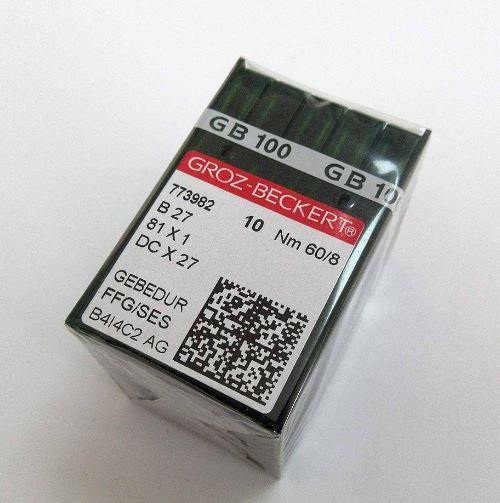 GB 100
GB 10
GROZ-BECKERT®
773982
B 27
10 Nm 60/8
81 X 1
DC X 27
GEBEDUR
FFG/SES
B4I4C2 AG